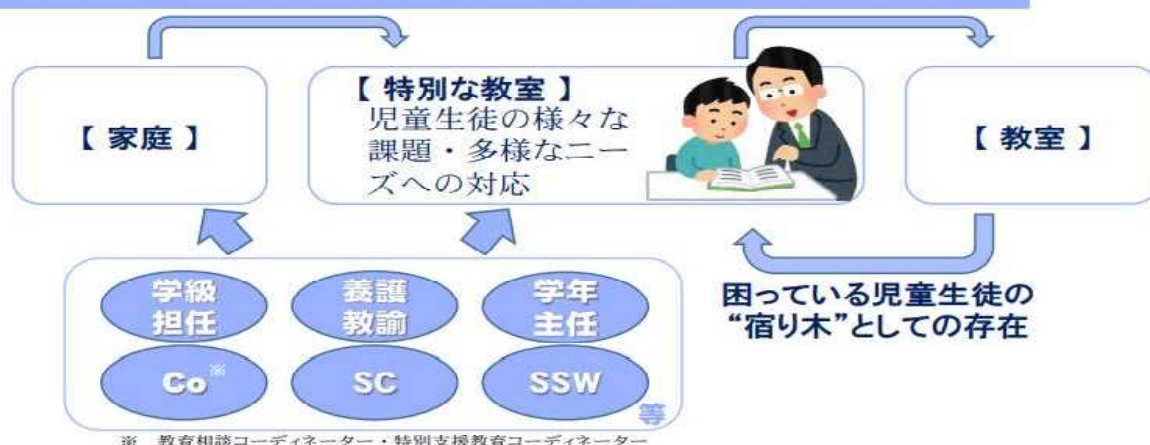 【 家庭 】
【 特別な教室 】
児童生徒の様々な
課題・多様なニー
ズへの対応
【 教室 】
学級
担任
養護
教諭
学年
主任
Co※
SC
SSW
等
困っている児童生徒の
“宿り木”としての存在
※ 教育相談コーディネーター・特別支援教育コーディネーター